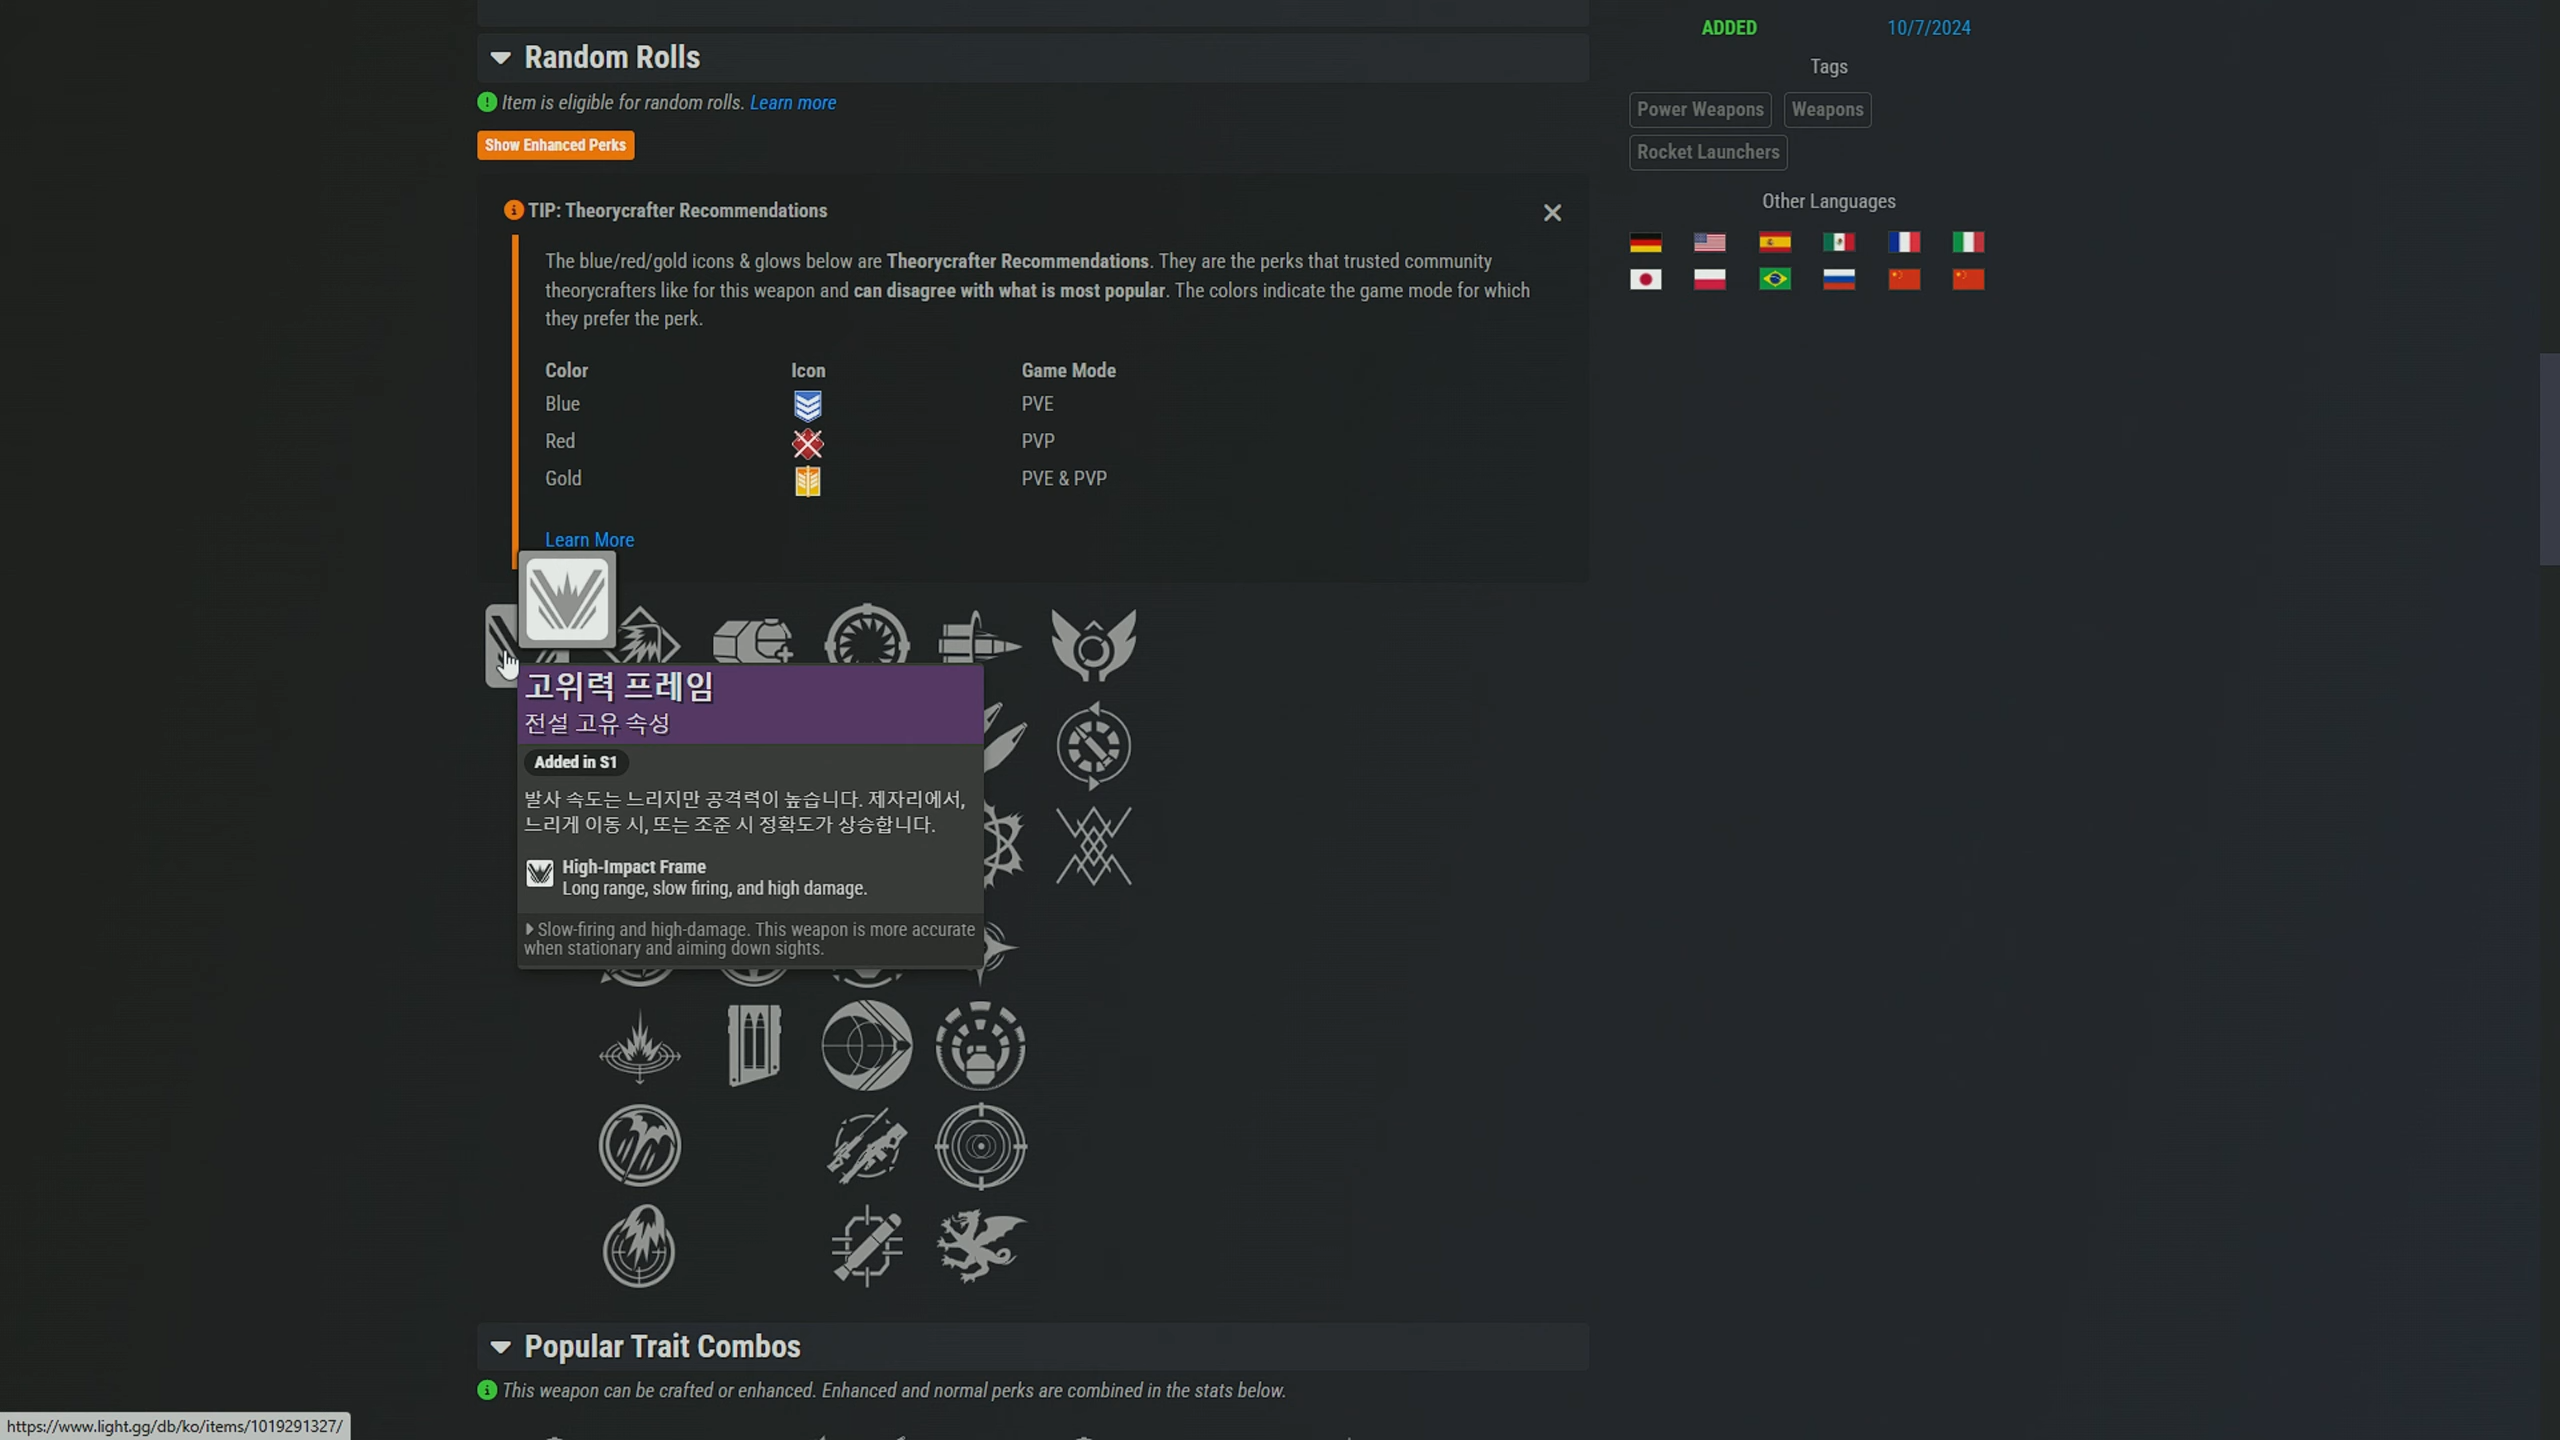 Random Rolls
Item is eligible for random rolls. Learn more
Show Enhanced Perks
TIP: Theorycrafter Recommendations
The blue/red/gold icons & glows below are Theorycrafter Recommendations. They are the perks that trusted community
theorycrafters like for this weapon and can disagree with what is most popular. The colors indicate the game mode for which
they prefer the perk.
Color Icon Game Mode
Blue PVE
Red PVP
Gold PVE & PVP
Learn More
고위력 프레임
전설 고유 속성
Added in S1
발사 속도는 느리지만 공격력이 높습니다. 제자리에서,
느리게 이동 시, 또는 조준 시 정확도가 상승합니다.
High-Impact Frame
Long range, slow firing, and high damage.
Slow-firing and high-damage. This weapon is more accurate
when stationary and aiming down sights.
Popular Trait Combos
This weapon can be crafted or enhanced. Enhanced and normal perks are combined in the stats below.
ADDED 10/7/2024
Tags
Power Weapons Weapons
Rocket Launchers
Other Languages
https://www.light.gg/db/ko/items/1019291327/